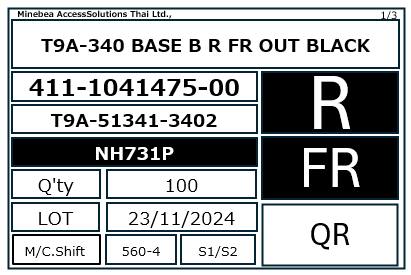 Minebea AccessSolutions Thai Ltd.,
1/3
T9A-340 BASE B R FR OUT BLACK
411-1041475-00
R
T9A-51341-3402
NH731P
FR
Q'ty 100
LOT 23/11/2024
QR
M/C.Shift 560-4 S1/S2